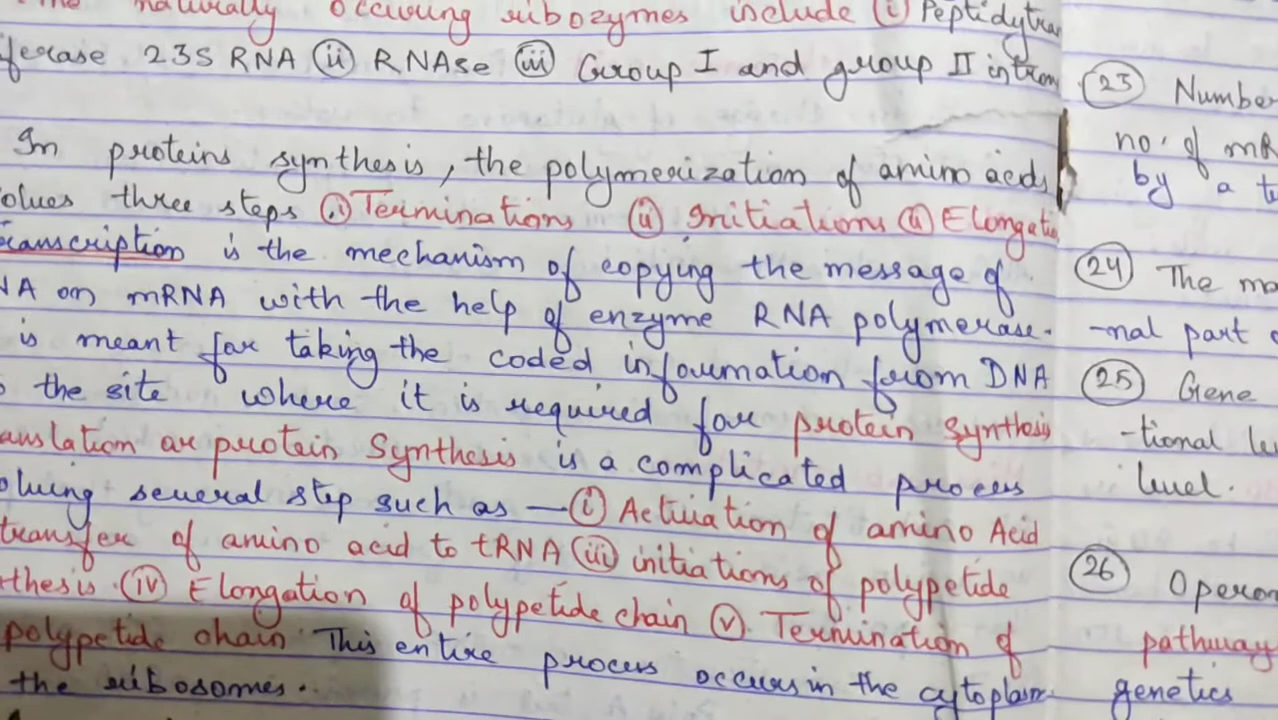 naturally occuring ribozymes include (i) Peptidytra
ferase 23S RNA (ii) RNAse (iii) Group I and group II intron
In proteins synthesis, the polymerization of amino acids
olves three steps (i) Terminations (ii) Initiations (ii) Elongatio
ranscription is the mechanism of copying the message of
NA on mRNA with the help of enzyme RNA polymerase.
is meant for taking the coded information from DNA
o the site where it is required for protein synthesis
anslation or protein Synthesis is a complicated process
olving several step such as — (i) Activation of amino Acid
transfer of amino acid to tRNA (iii) initiations of polypetide
thesis (iv) Elongation of polypetide chain (v) Termination of
polypetide chain This entire process occurs in the cytoplasm
the ribosomes.
(23) Number
no. of mR
by a t
(24) The mo
-nal part
(25) Gene
-tional le
level.
(26) Operon
pathway
genetics